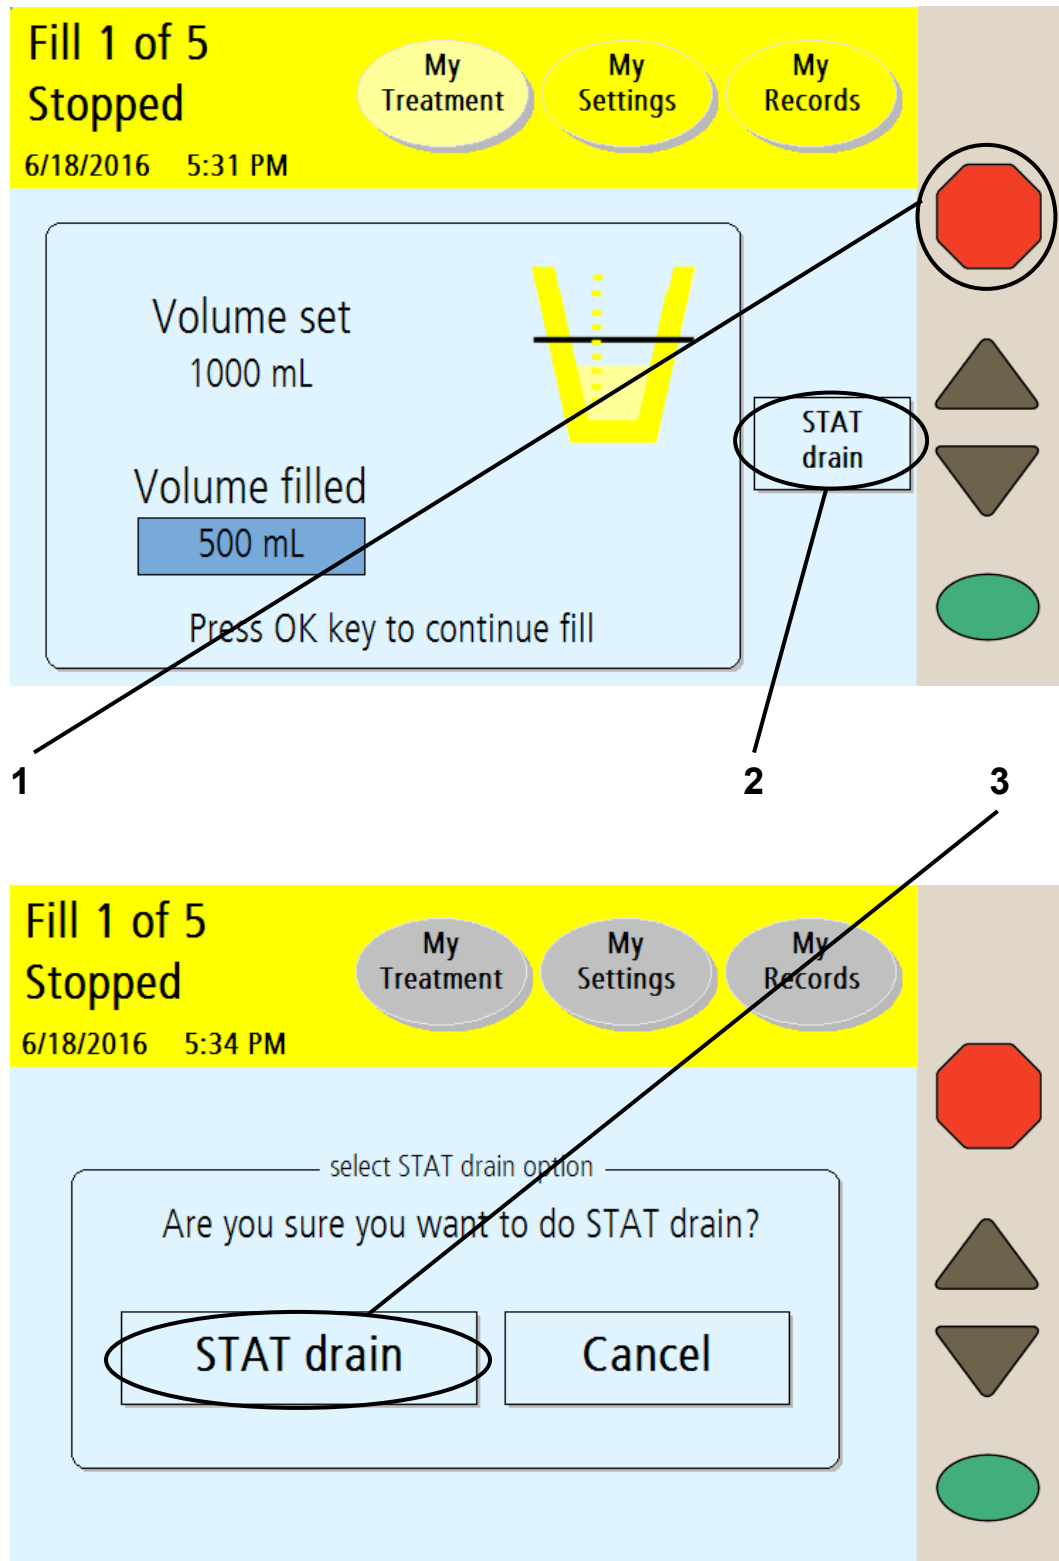 Fill 1 of 5
Stopped
6/18/2016 5:31 PM
My
Treatment
My
Settings
My
Records
Volume set
1000 mL
Volume filled
500 mL
Press OK key to continue fill
STAT
drain
1
2
3
Fill 1 of 5
Stopped
6/18/2016 5:34 PM
My
Treatment
My
Settings
My
Records
select STAT drain option
Are you sure you want to do STAT drain?
STAT drain
Cancel